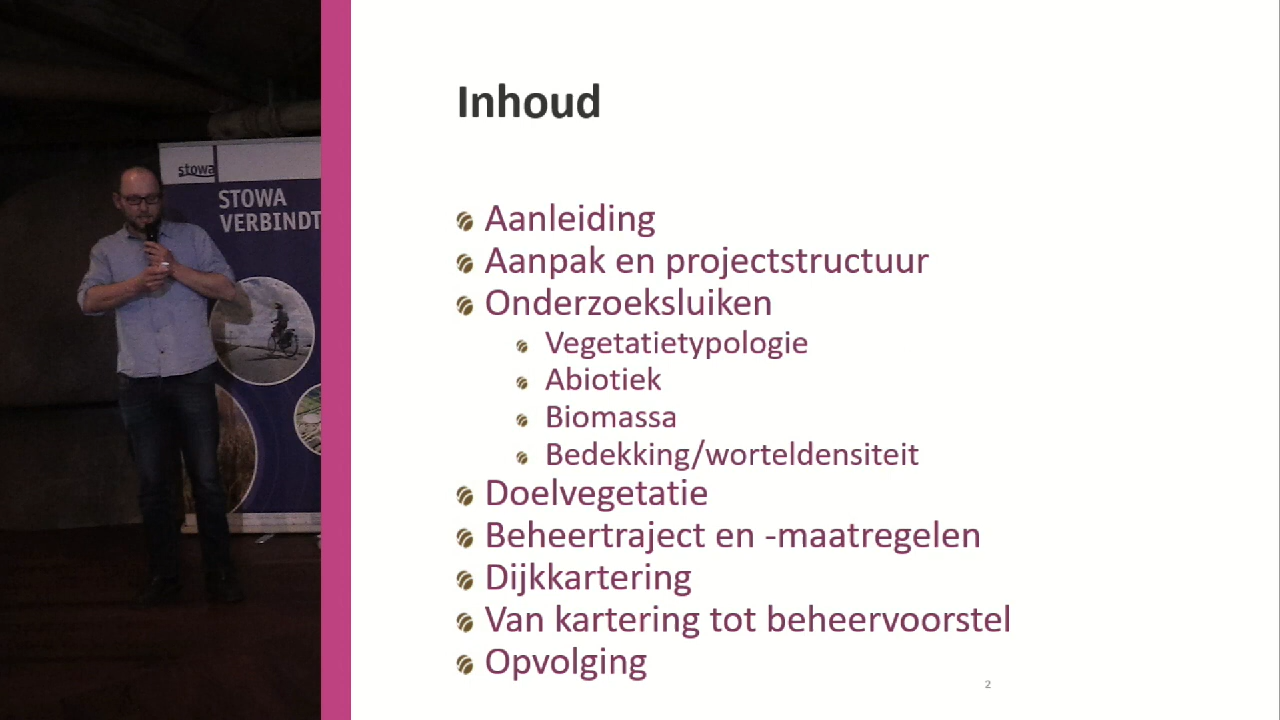 stowa
STOWA
VERBINDT
Inhoud
Aanleiding
Aanpak en projectstructuur
Onderzoeksluiken
Vegetatietypologie
Abiotiek
Biomassa
Bedekking/worteldensiteit
Doelvegetatie
Beheertraject en -maatregelen
Dijkkartering
Van kartering tot beheervoorstel
Opvolging
2